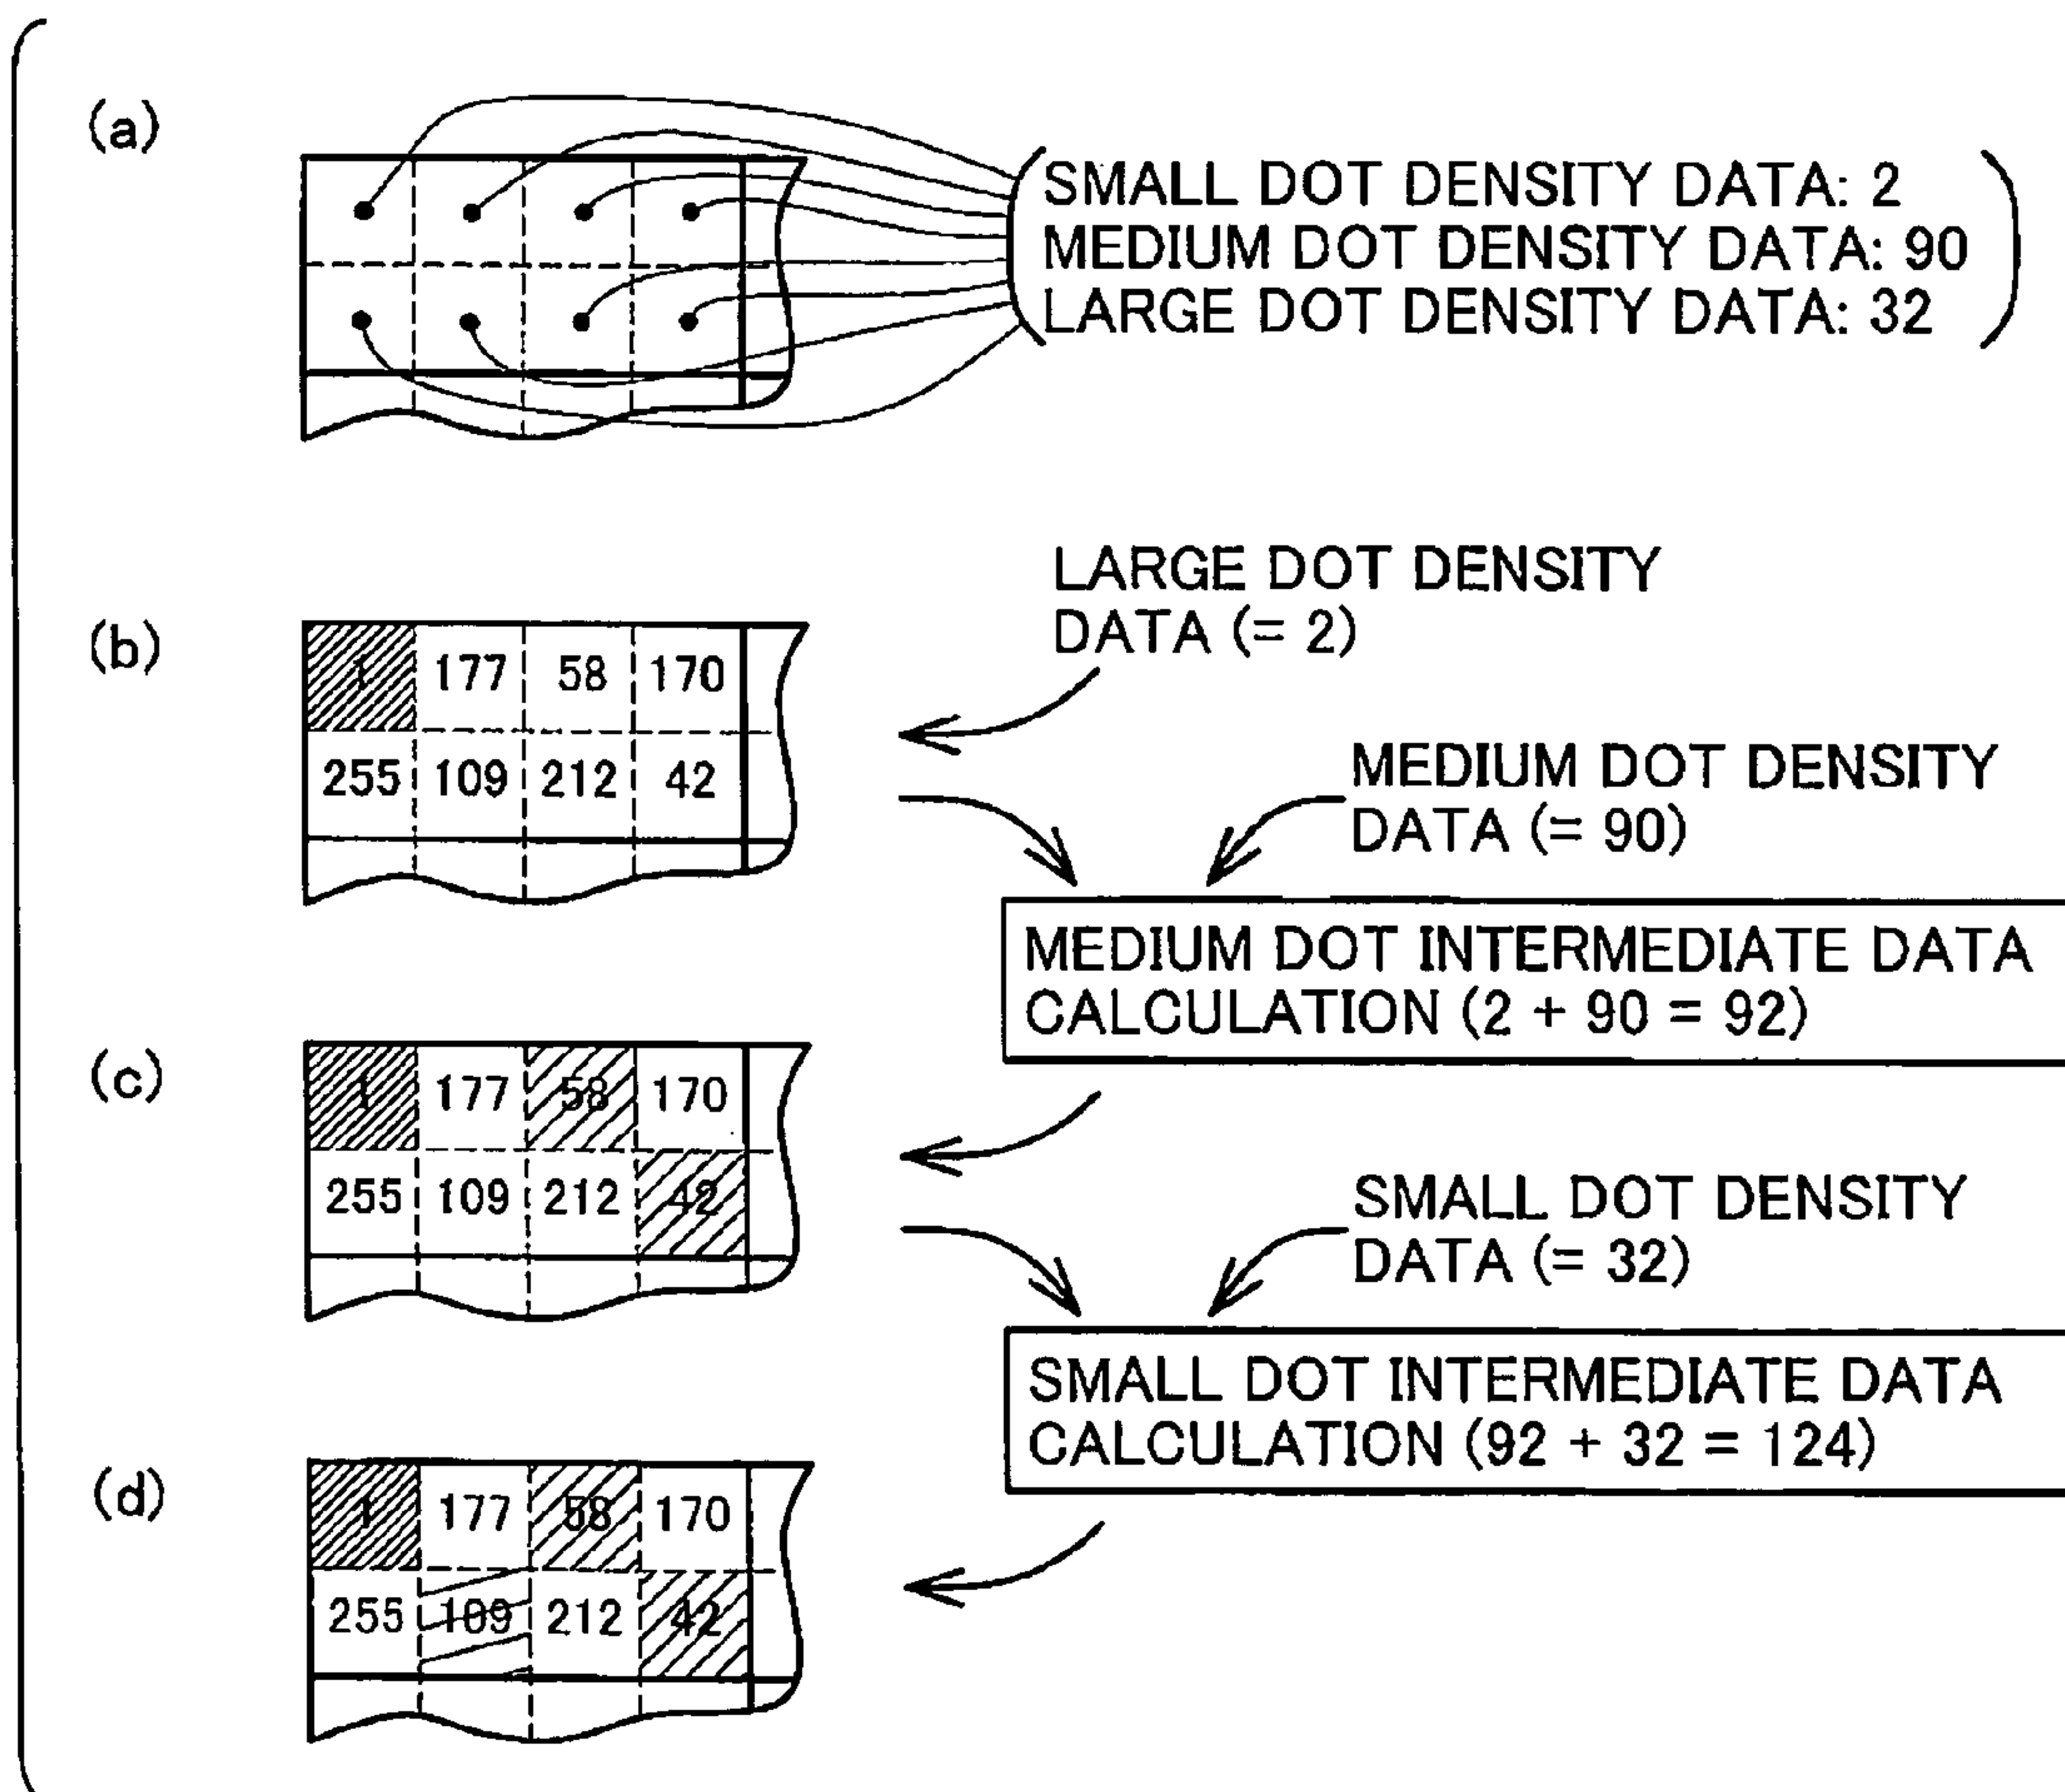 (a)
SMALL DOT DENSITY DATA: 2
MEDIUM DOT DENSITY DATA: 90
LARGE DOT DENSITY DATA: 32
(b)
LARGE DOT DENSITY
DATA (= 2)
1 177 58 170
255 109 212 42
MEDIUM DOT DENSITY
DATA (= 90)
MEDIUM DOT INTERMEDIATE DATA
CALCULATION (2 + 90 = 92)
(c)
1 177 58 170
255 109 212 42
SMALL DOT DENSITY
DATA (= 32)
SMALL DOT INTERMEDIATE DATA
CALCULATION (92 + 32 = 124)
(d)
1 177 58 170
255 109 212 42